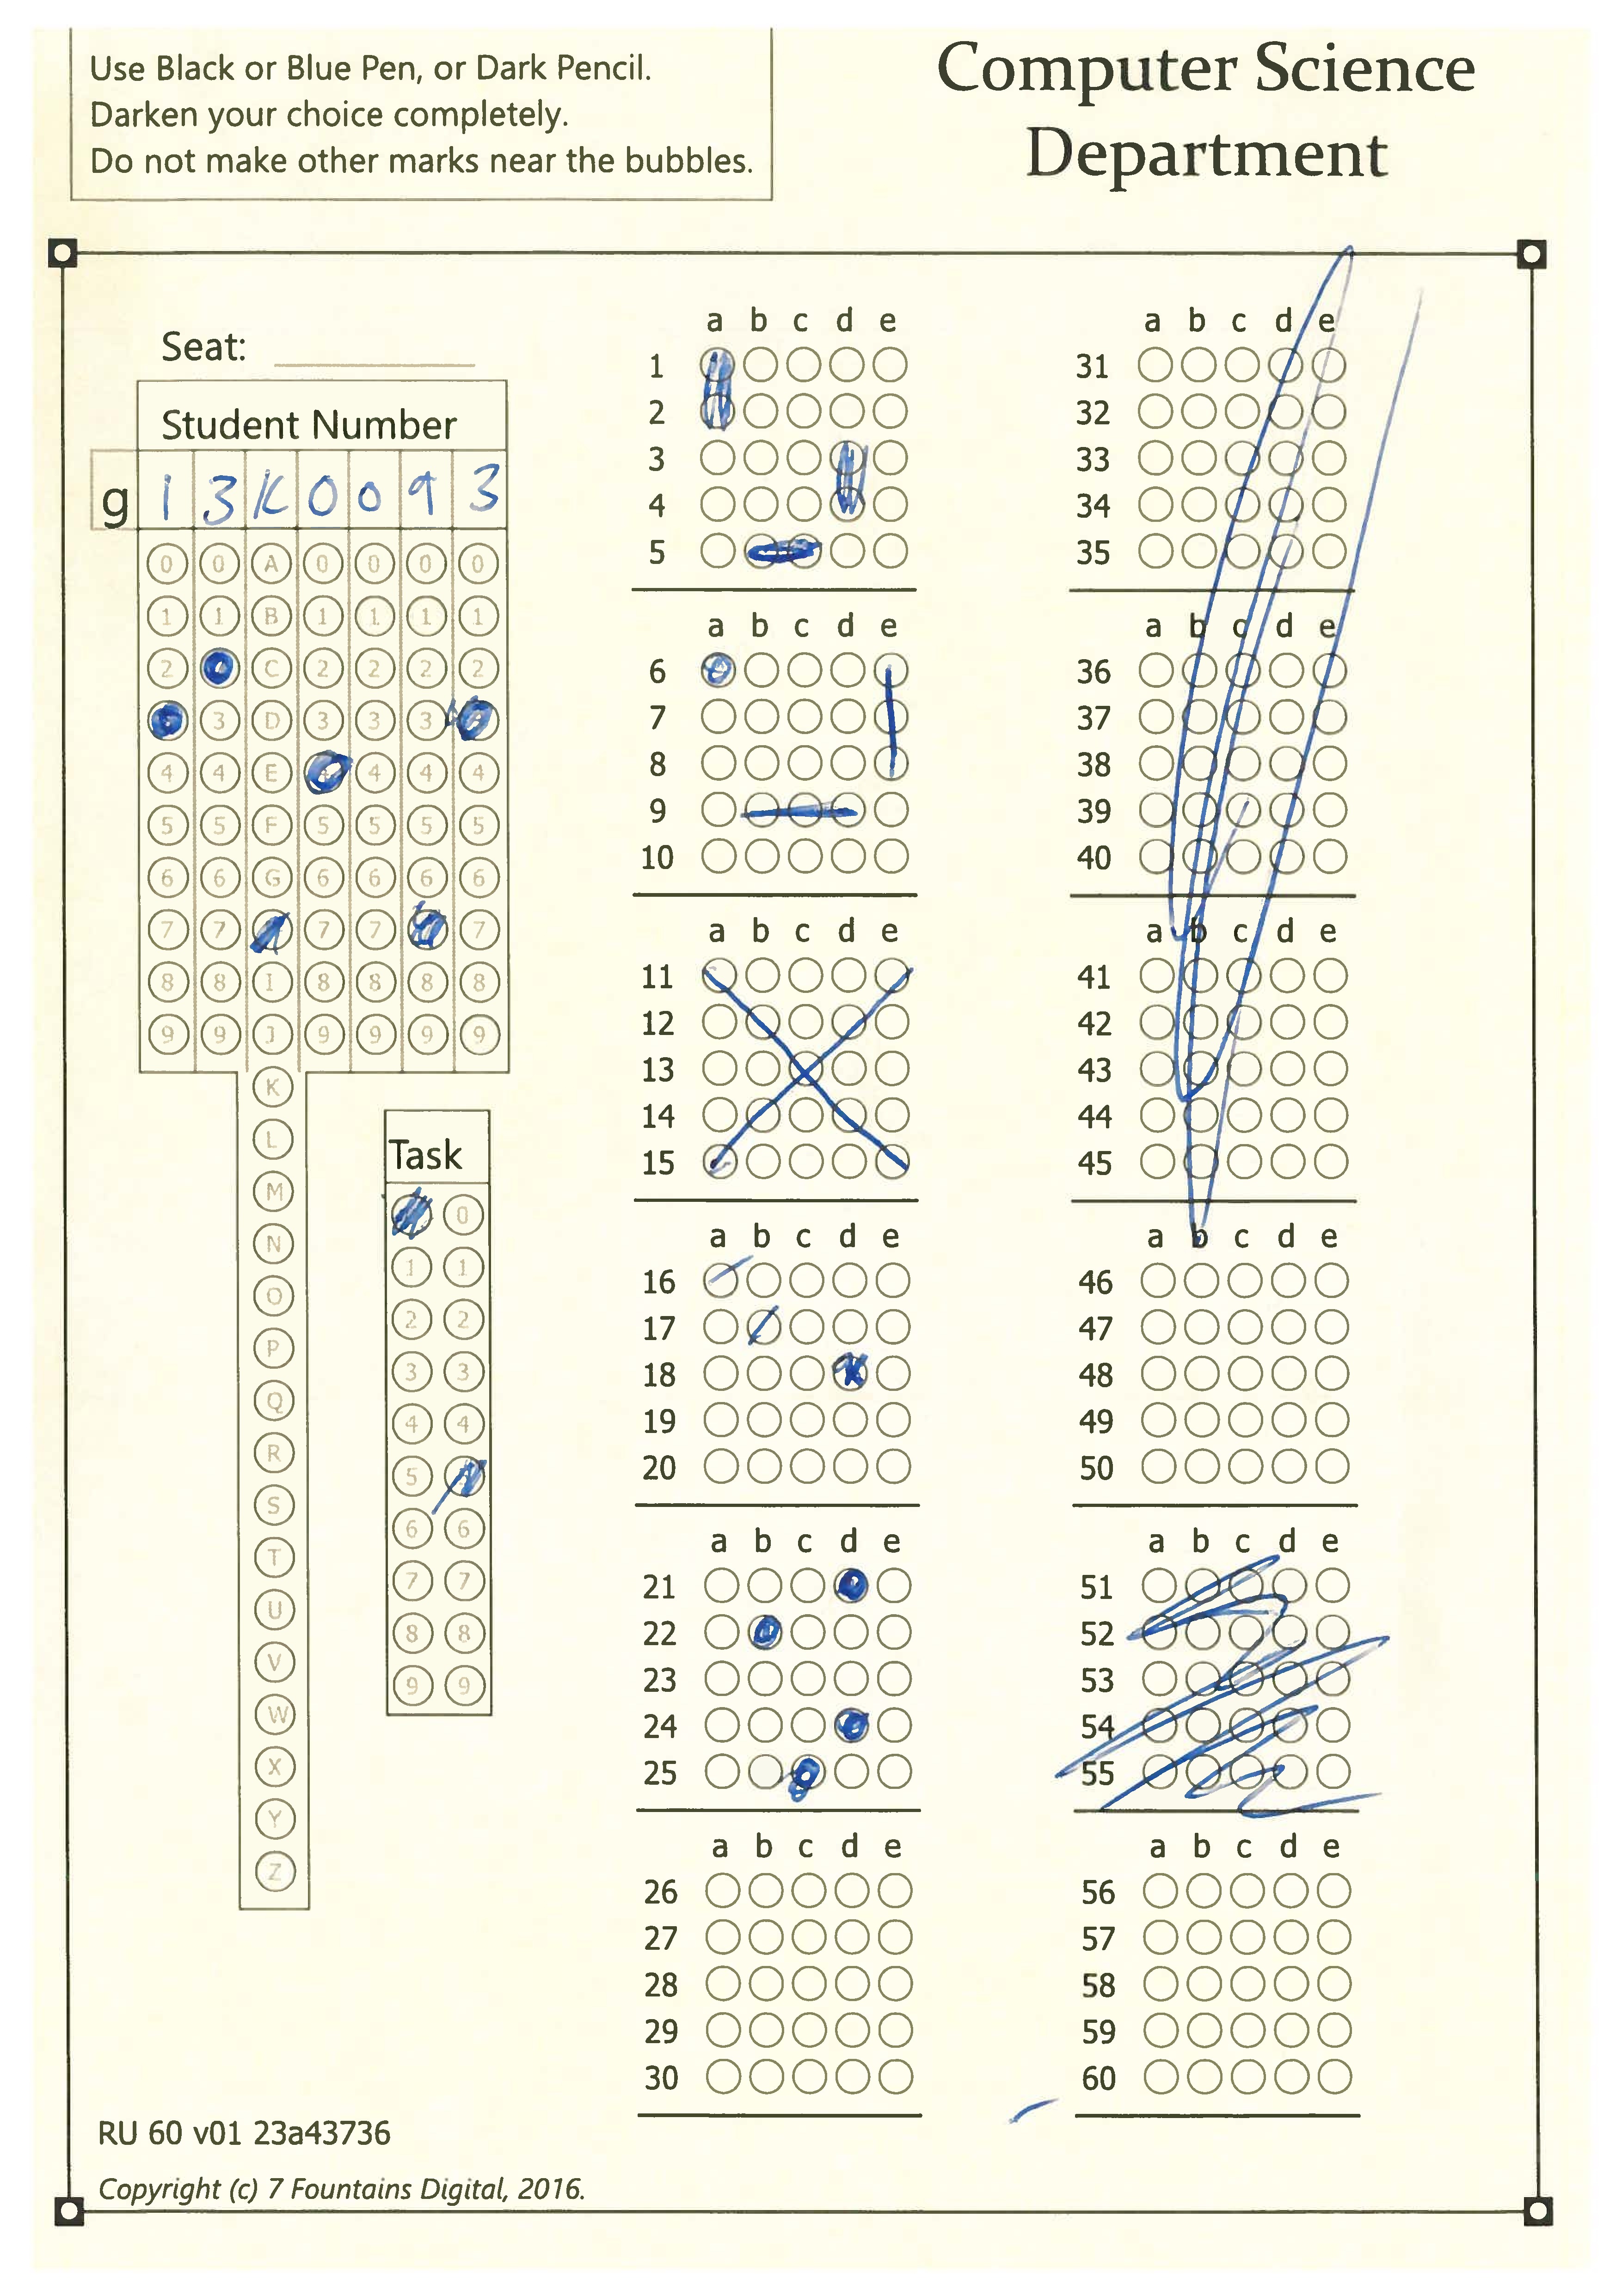 Use Black or Blue Pen, or Dark Pencil.
Darken your choice completely.
Do not make other marks near the bubbles.
Computer Science
Department
Seat:
Student Number
g 1 3 K 0 0 9 3
0 0 A 0 0 0 0
1 1 B 1 1 1 1
2 C 2 2 2 2
3 D 3 3 3
4 4 E 4 4 4
5 5 F 5 5 5 5
6 6 G 6 6 6 6
7 7 7 7 7
8 8 I 8 8 8 8
9 9 J 9 9 9 9
K
L
M
N
O
P
Q
R
S
T
U
V
W
X
Y
Z
Task
0
1 1
2 2
3 3
4 4
5
6 6
7 7
8 8
9 9
a b c d e
1
2
3
4
5
a b c d e
6
7
8
9
10
a b c d e
11
12
13
14
15
a b c d e
16
17
18
19
20
a b c d e
21
22
23
24
25
a b c d e
26
27
28
29
30
a b c d e
31
32
33
34
35
a b c d e
36
37
38
39
40
a b c d e
41
42
43
44
45
a b c d e
46
47
48
49
50
a b c d e
51
52
53
54
55
a b c d e
56
57
58
59
60
RU 60 v01 23a43736
Copyright (c) 7 Fountains Digital, 2016.